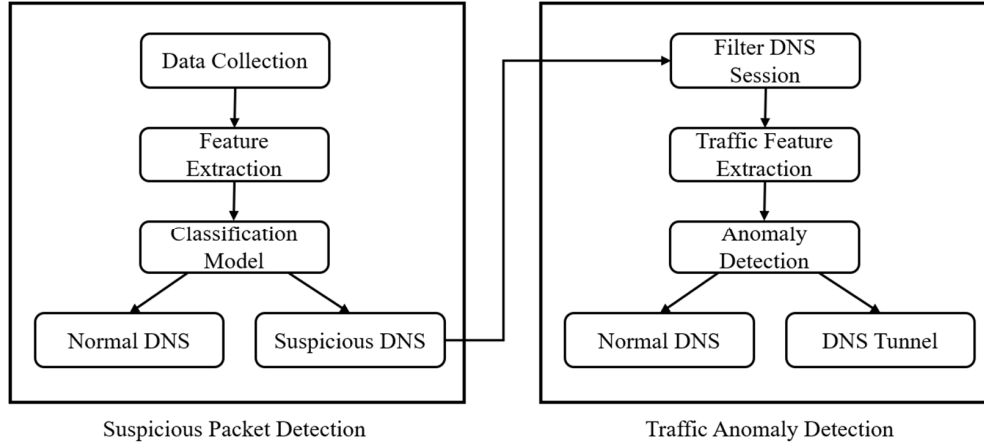 Data Collection
Feature
Extraction
Classification
Model
Normal DNS
Suspicious DNS
Suspicious Packet Detection
Filter DNS
Session
Traffic Feature
Extraction
Anomaly
Detection
Normal DNS
DNS Tunnel
Traffic Anomaly Detection